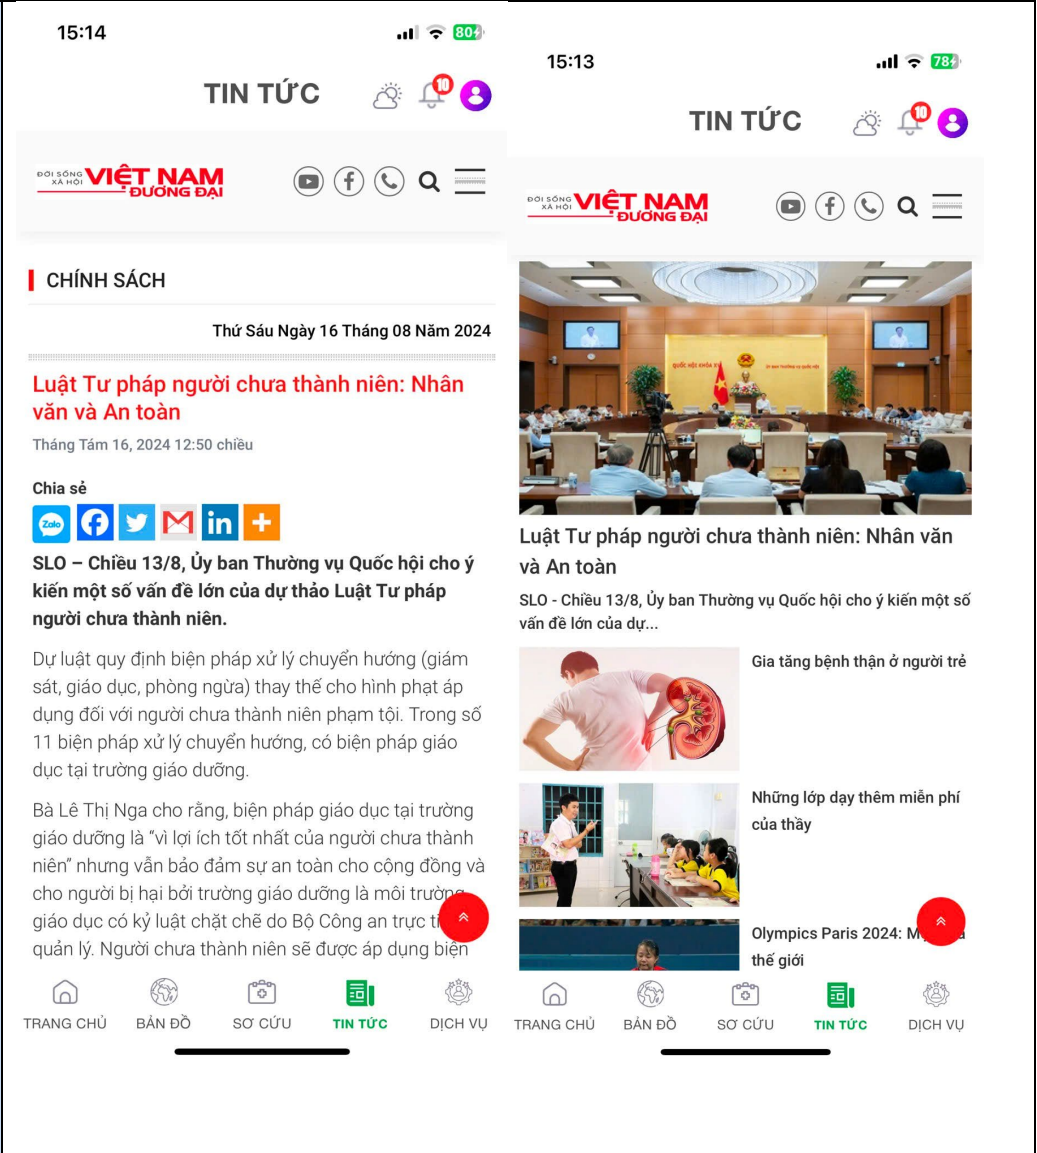 15:14
80
TIN TỨC
10
ĐỜI SỐNG
XÃ HỘI
VIỆT NAM
ĐƯƠNG ĐẠI
CHÍNH SÁCH
Thứ Sáu Ngày 16 Tháng 08 Năm 2024
Luật Tư pháp người chưa thành niên: Nhân
văn và An toàn
Tháng Tám 16, 2024 12:50 chiều
Chia sẻ
Zalo
SLO – Chiều 13/8, Ủy ban Thường vụ Quốc hội cho ý
kiến một số vấn đề lớn của dự thảo Luật Tư pháp
người chưa thành niên.
Dự luật quy định biện pháp xử lý chuyển hướng (giám
sát, giáo dục, phòng ngừa) thay thế cho hình phạt áp
dụng đối với người chưa thành niên phạm tội. Trong số
11 biện pháp xử lý chuyển hướng, có biện pháp giáo
dục tại trường giáo dưỡng.
Bà Lê Thị Nga cho rằng, biện pháp giáo dục tại trường
giáo dưỡng là “vì lợi ích tốt nhất của người chưa thành
niên” nhưng vẫn bảo đảm sự an toàn cho cộng đồng và
cho người bị hại bởi trường giáo dưỡng là môi trường
giáo dục có kỷ luật chặt chẽ do Bộ Công an trực
quản lý. Người chưa thành niên sẽ được áp dụng biện
TRANG CHỦ
BẢN ĐỒ
SƠ CỨU
TIN TỨC
DỊCH VỤ
15:13
78
TIN TỨC
10
ĐỜI SỐNG
XÃ HỘI
VIỆT NAM
ĐƯƠNG ĐẠI
QUỐC HỘI KHÓA XV
ỦY BAN THƯỜNG VỤ QUỐC HỘI
Luật Tư pháp người chưa thành niên: Nhân văn
và An toàn
SLO - Chiều 13/8, Ủy ban Thường vụ Quốc hội cho ý kiến một số
vấn đề lớn của dự...
Gia tăng bệnh thận ở người trẻ
Những lớp dạy thêm miễn phí
của thầy
Olympics Paris 2024:
thế giới
TRANG CHỦ
BẢN ĐỒ
SƠ CỨU
TIN TỨC
DỊCH VỤ